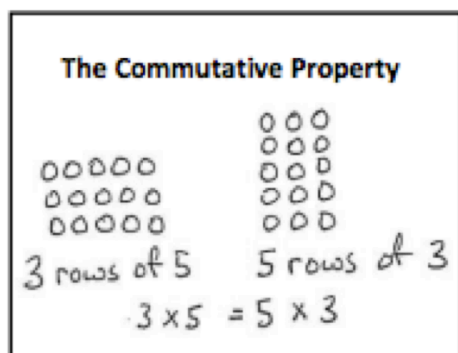 The Commutative Property
3 rows of 5
5 rows of 3
3 x 5 = 5 x 3